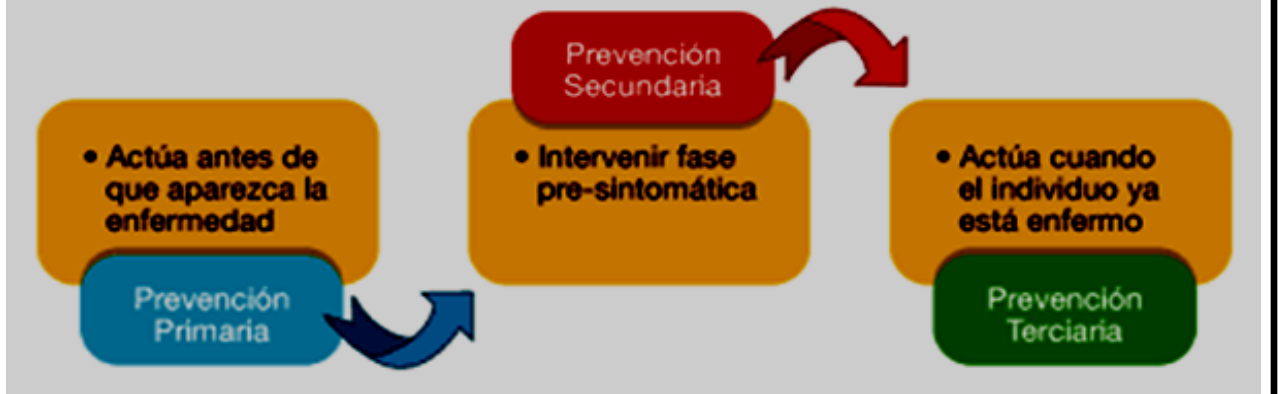 • Actúa antes de
que aparezca la
enfermedad
Prevención
Primaria
Prevención
Secundaria
• Intervenir fase
pre-sintomática
• Actúa cuando
el individuo ya
está enfermo
Prevención
Terciaria